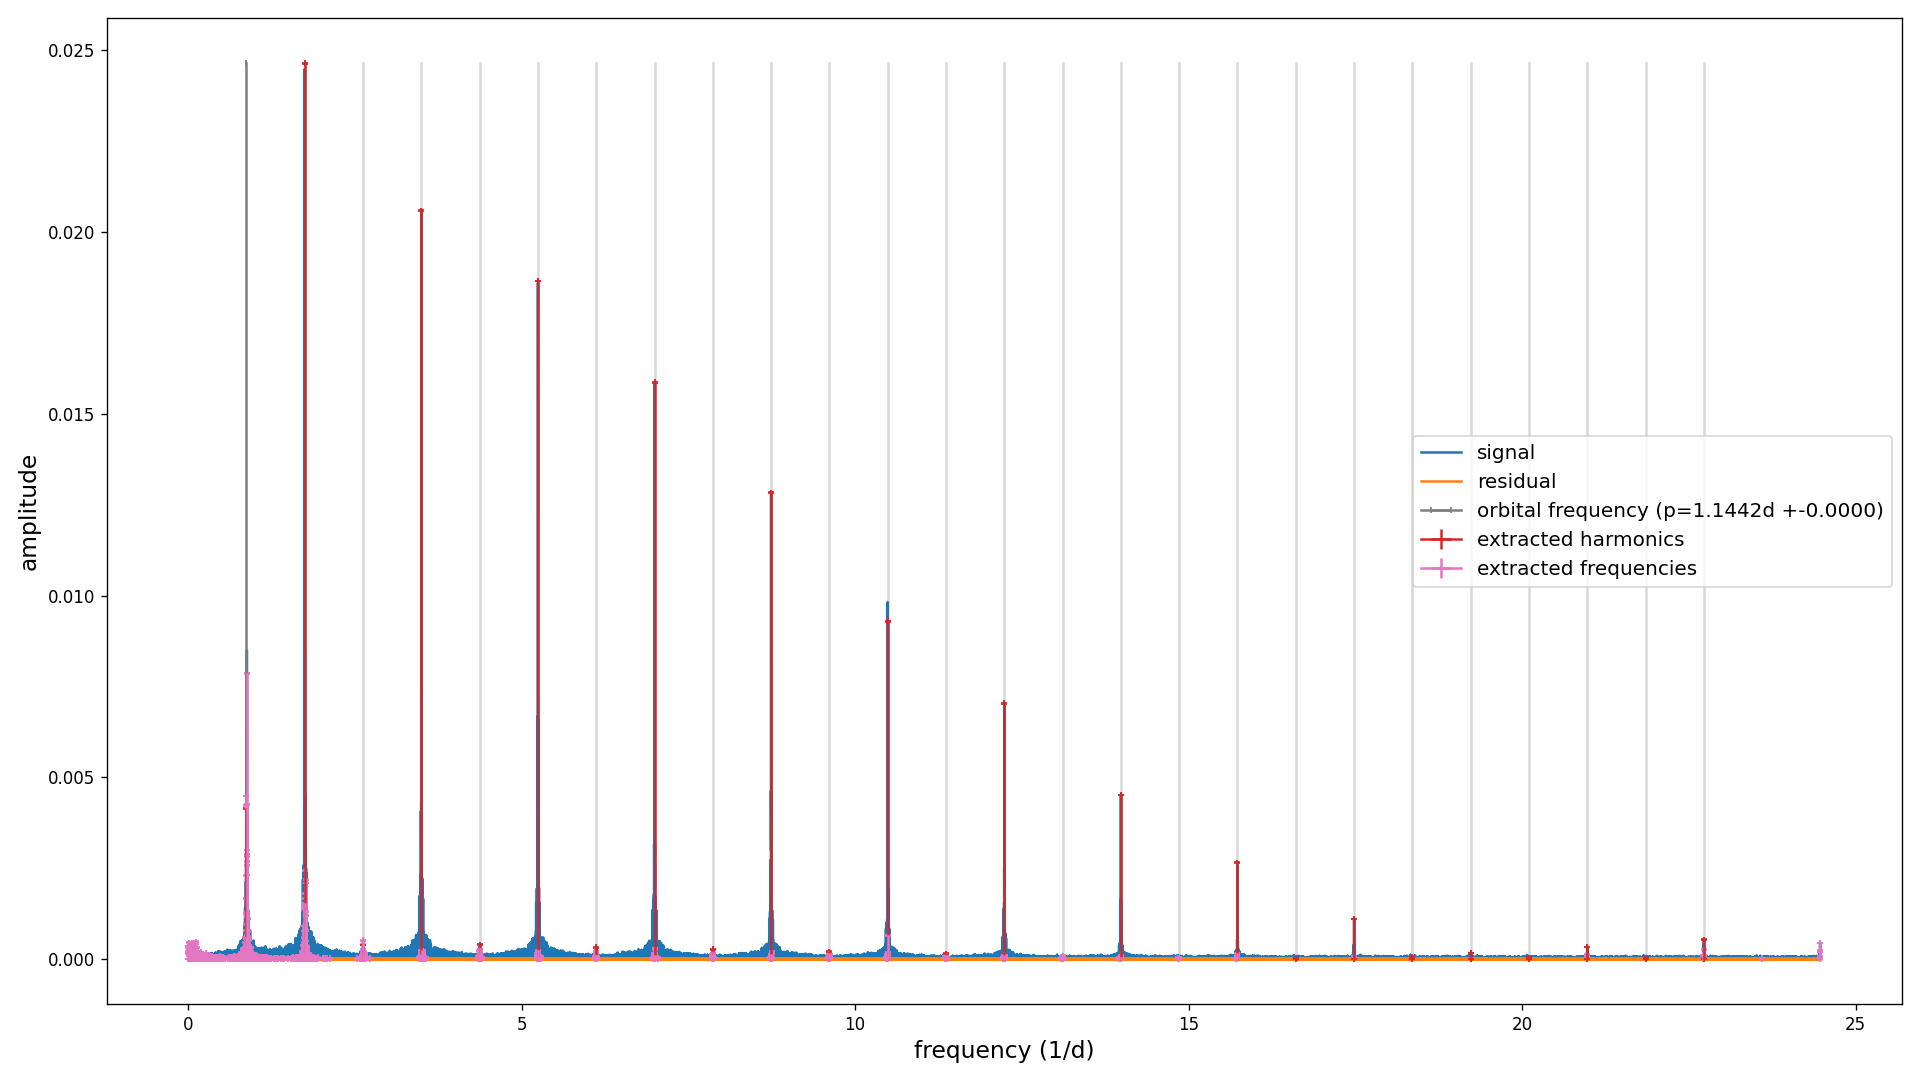 0.025
0.020
0.015
0.010
0.005
0.000
amplitude
signal
residual
orbital frequency (p=1.1442d +-0.0000)
extracted harmonics
extracted frequencies
0 5 10 15 20 25
frequency (1/d)